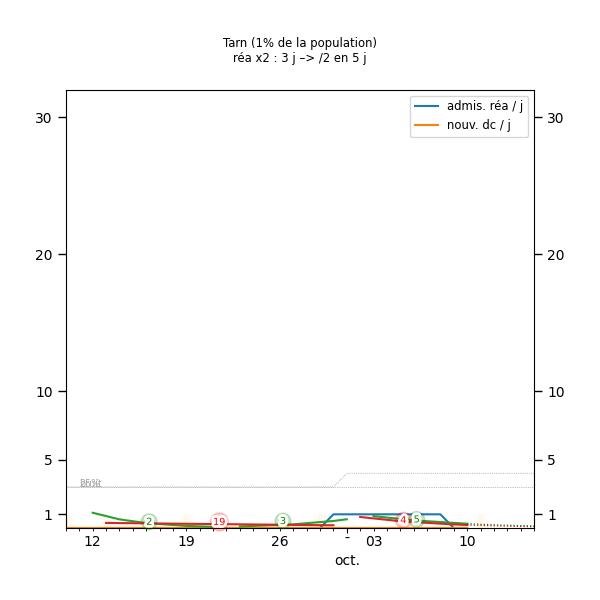 Tarn (1% de la population)
réa x2 : 3 j –> /2 en 5 j
admis. réa / j
nouv. dc / j
30 30
20 20
10 10
5 5
1 1
2 19 3 4 5
12 19 26 - 03 10
oct.